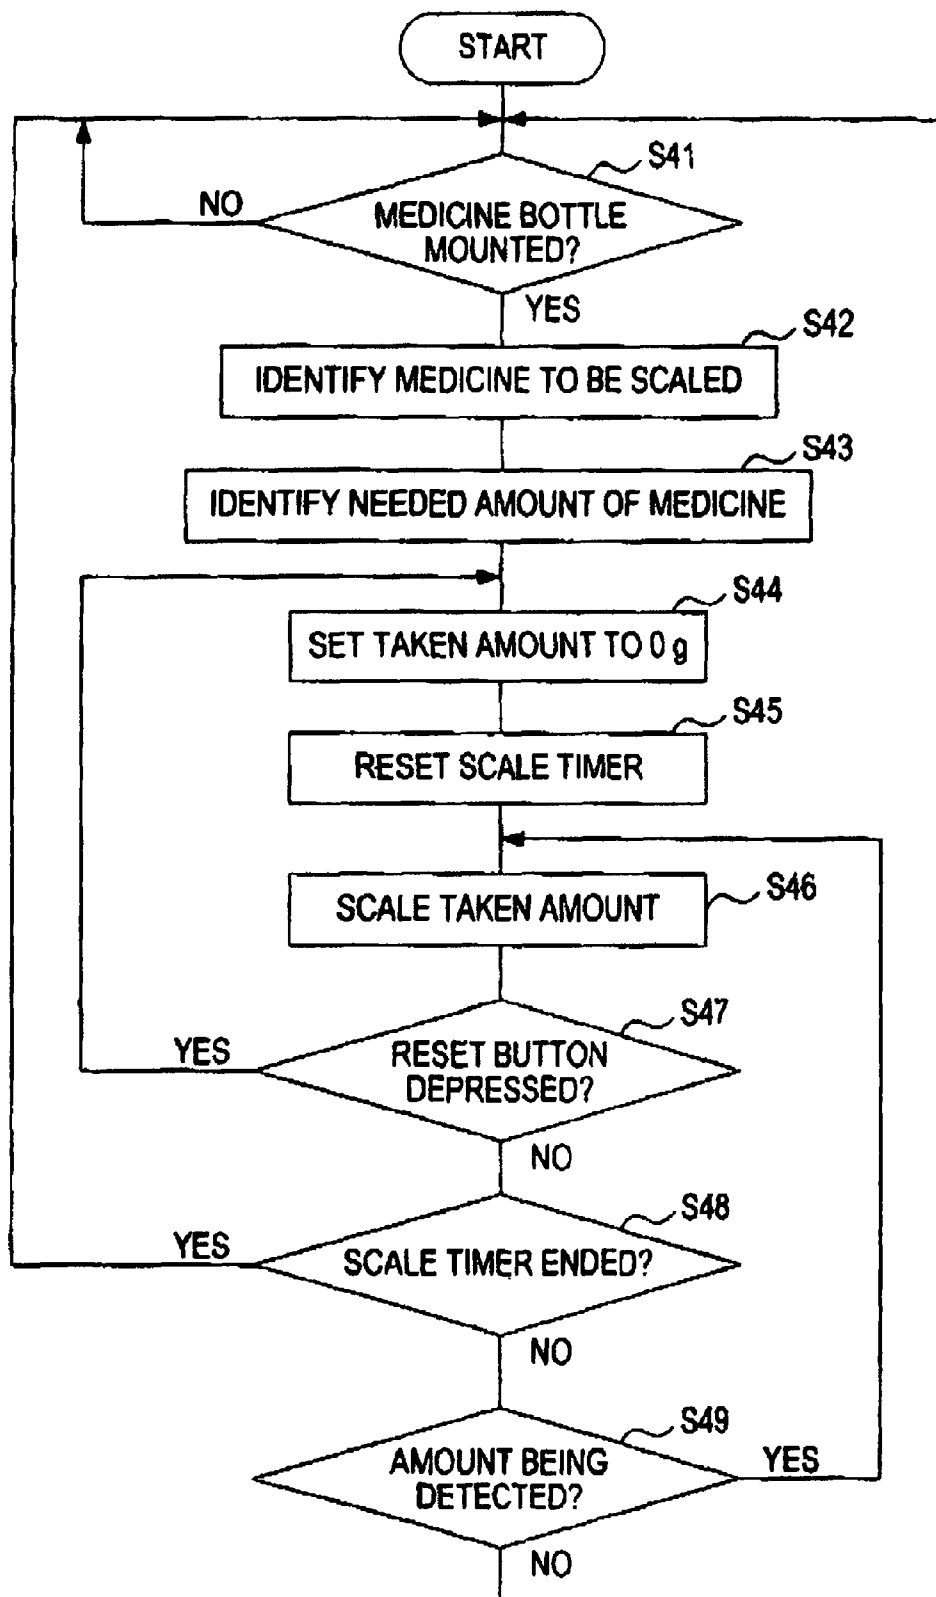 START
S41
NO
MEDICINE BOTTLE
MOUNTED?
YES
S42
IDENTIFY MEDICINE TO BE SCALED
S43
IDENTIFY NEEDED AMOUNT OF MEDICINE
S44
SET TAKEN AMOUNT TO 0 g
S45
RESET SCALE TIMER
S46
SCALE TAKEN AMOUNT
S47
YES
RESET BUTTON
DEPRESSED?
NO
S48
YES
SCALE TIMER ENDED?
NO
S49
AMOUNT BEING
DETECTED?
YES
NO